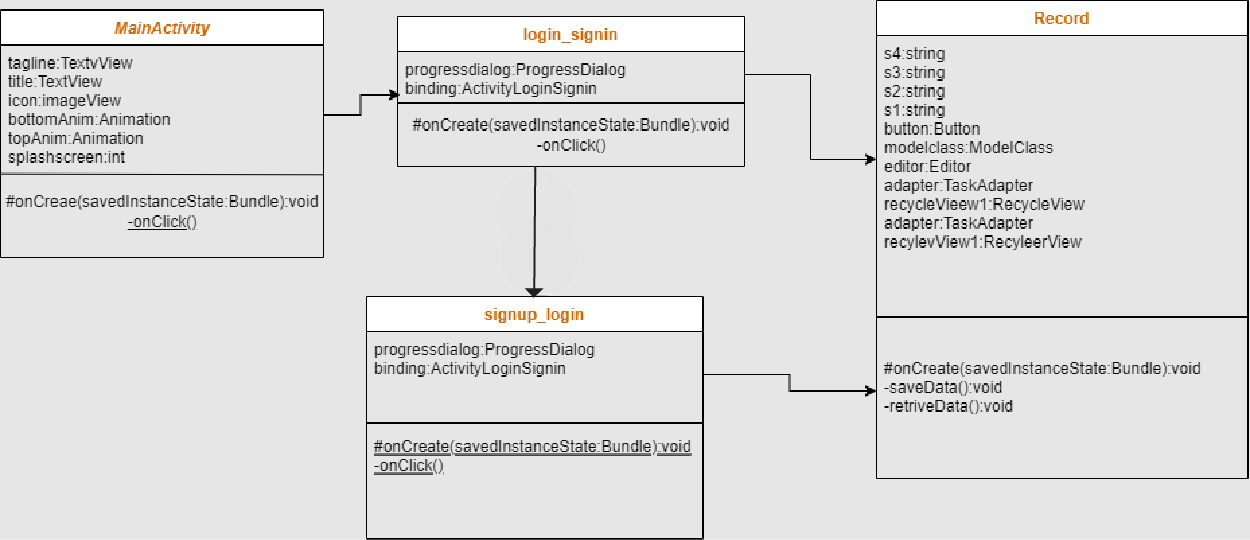 MainActivity
tagline:TextvView
title:TextView
icon:imageView
bottomAnim:Animation
topAnim:Animation
splashscreen:int
#onCreae(savedInstanceState:Bundle):void
-onClick()
login_signin
progressdialog:ProgressDialog
binding:ActivityLoginSignin
#onCreate(savedInstanceState:Bundle):void
-onClick()
signup_login
progressdialog:ProgressDialog
binding:ActivityLoginSignin
#onCreate(savedInstanceState:Bundle):void
-onClick()
Record
s4:string
s3:string
s2:string
s1:string
button:Button
modelclass:ModelClass
editor:Editor
adapter:TaskAdapter
recycleVieew1:RecycleView
adapter:TaskAdapter
recylevView1:RecyleerView
#onCreate(savedInstanceState:Bundle):void
-saveData():void
-retriveData():void